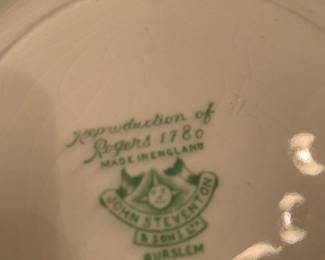 Reproduction of
Rogers 1780
MADE IN ENGLAND
JOHN STEVENTON
& SONS LTD
BURSLEM